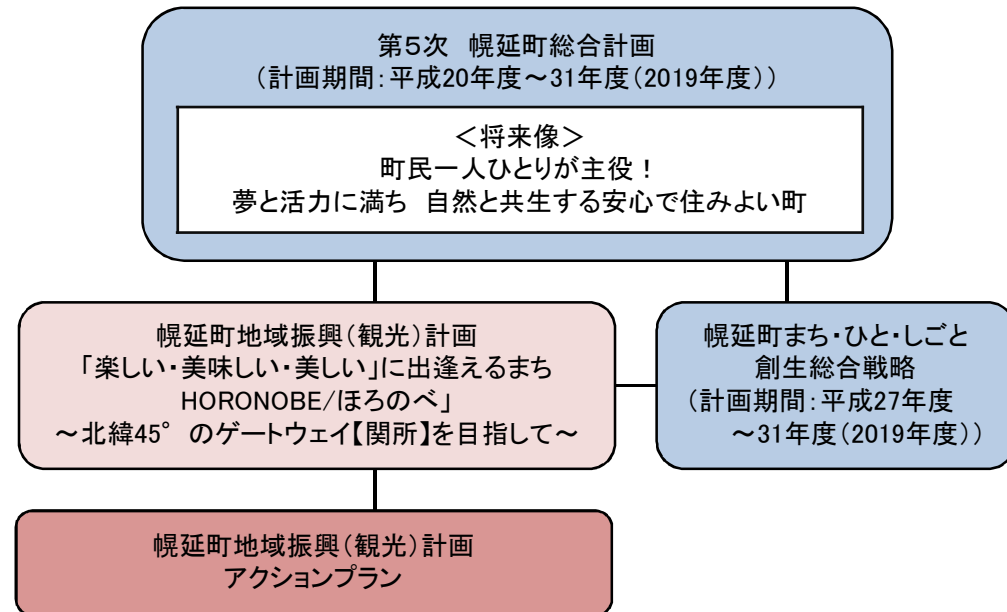 第5次 幌延町総合計画
(計画期間:平成20年度~31年度(2019年度))
<将来像>
町民一人ひとりが主役!
夢と活力に満ち 自然と共生する安心で住みよい町
幌延町地域振興(観光)計画
「楽しい・美味しい・美しい」に出逢えるまち
HORONOBE/ほろのべ」
~北緯45°のゲートウェイ【関所】を目指して~
幌延町まち・ひと・しごと
創生総合戦略
(計画期間:平成27年度
~31年度(2019年度))
幌延町地域振興(観光)計画
アクションプラン